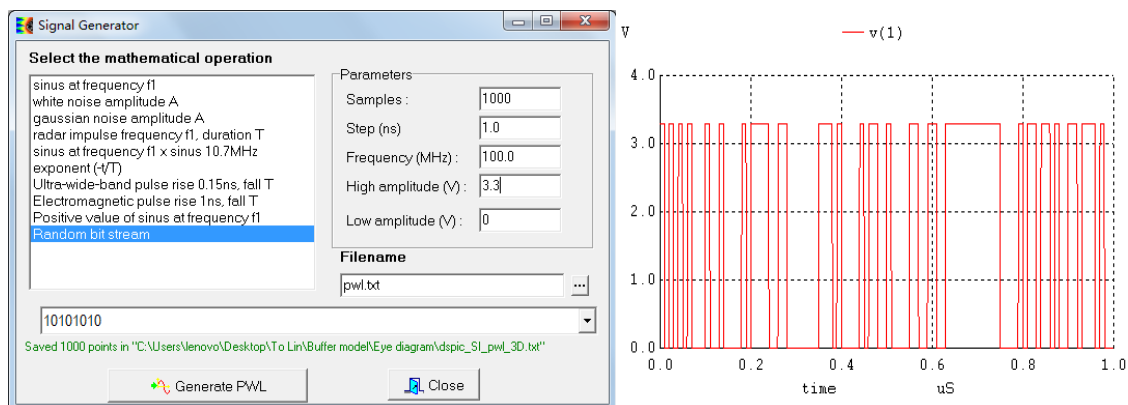 Signal Generator
Select the mathematical operation
sinus at frequency f1
white noise amplitude A
gaussian noise amplitude A
radar impulse frequency f1, duration T
sinus at frequency f1 x sinus 10.7MHz
exponent (-t/T)
Ultra-wide-band pulse rise 0.15ns, fall T
Electromagnetic pulse rise 1ns, fall T
Positive value of sinus at frequency f1
Random bit stream
Parameters
Samples : 1000
Step (ns) 1.0
Frequency (MHz) : 100.0
High amplitude (V) : 3.3
Low amplitude (V) : 0
Filename
pwl.txt ...
10101010
Saved 1000 points in "C:\Users\lenovo\Desktop\To Lin\Buffer model\Eye diagram\dspic_SI_pwl_3D.txt"
Generate PWL Close
V v(1)
4.0
3.0
2.0
1.0
0.0
0.0 0.2 0.4 0.6 0.8 1.0
time uS